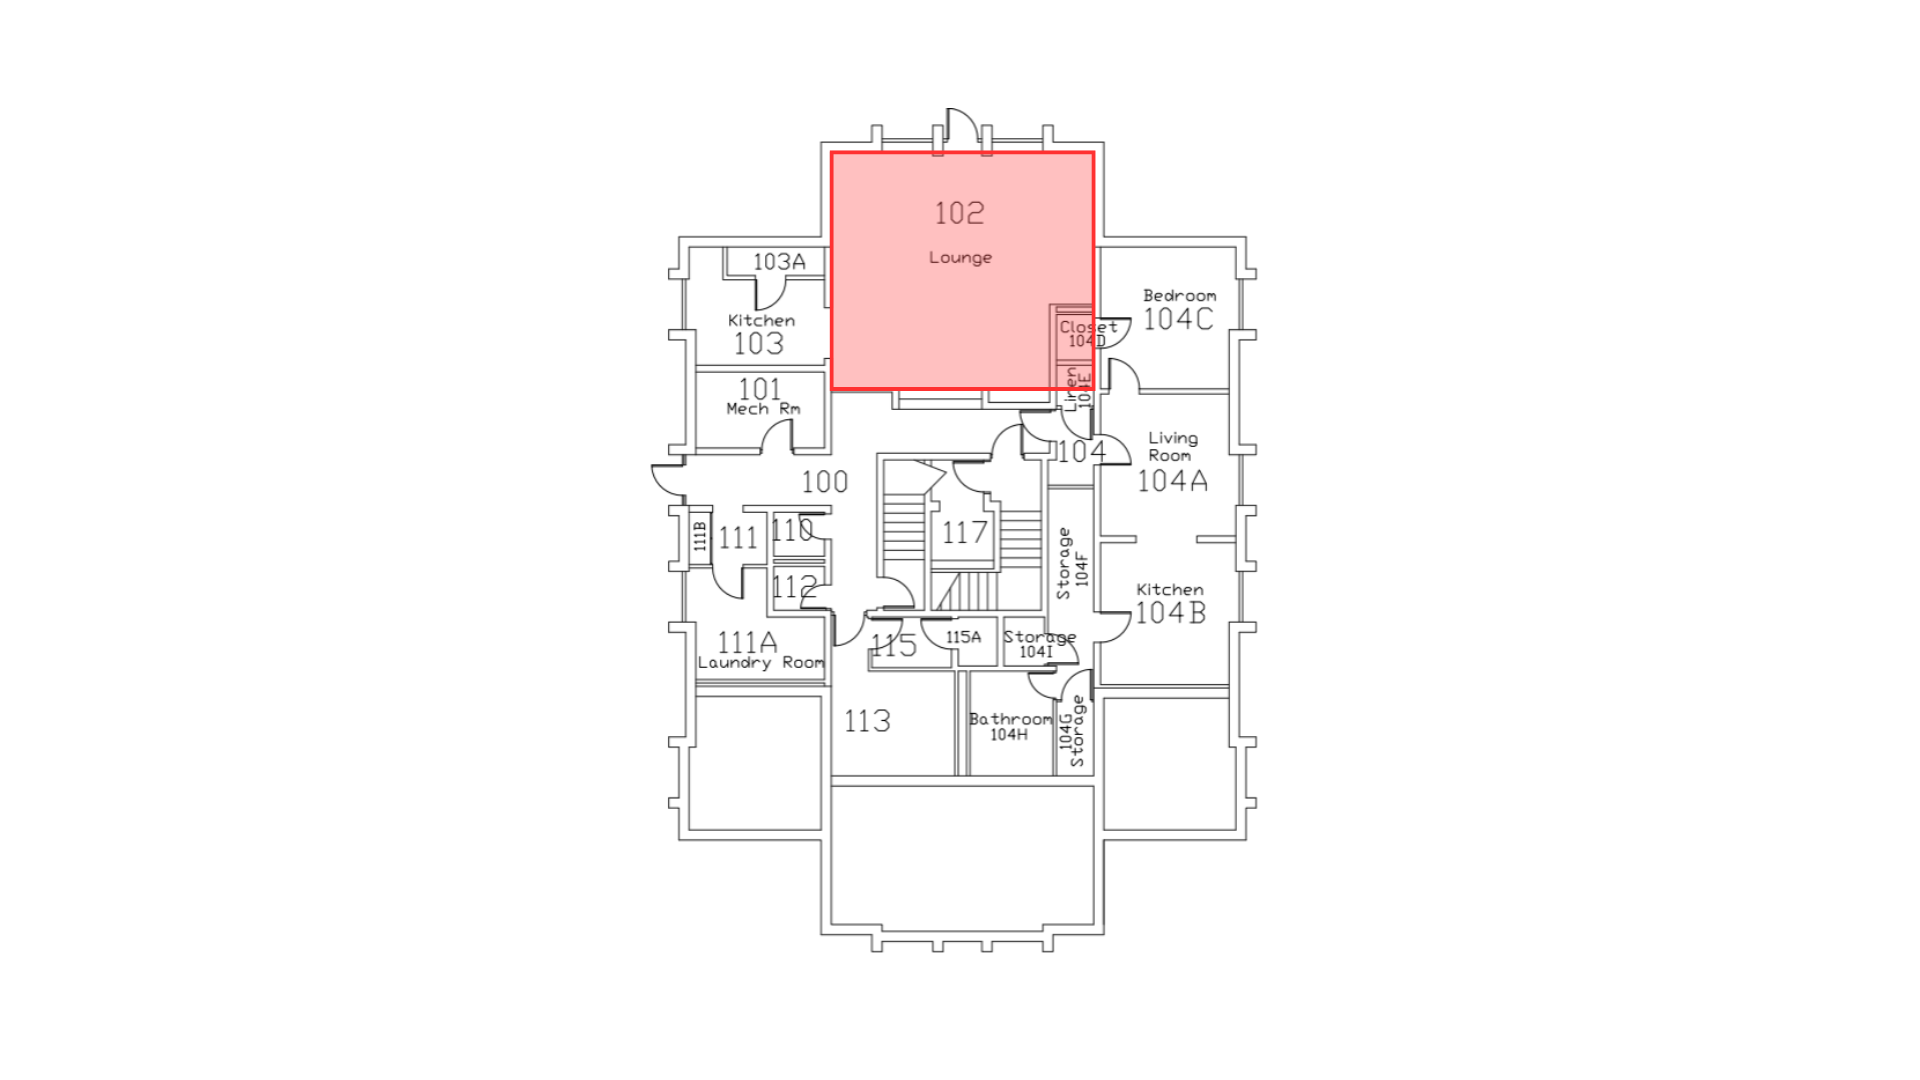 102
Lounge
103A
Kitchen
103
Bedroom
104C
Closet
104D
101
Mech Rm
Linen
104E
Living
Room
104A
104
100
111B
111
110
117
Storage
104F
112
Kitchen
104B
111A
Laundry Room
115
115A
Storage
104I
113
Bathroom
104H
104G
Storage